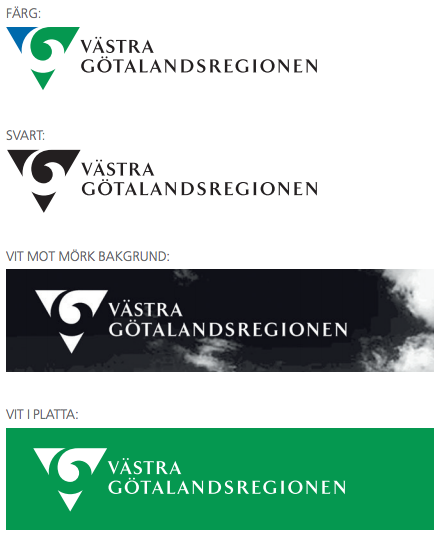 FÄRG:
VÄSTRA
GÖTALANDSREGIONEN
SVART:
VÄSTRA
GÖTALANDSREGIONEN
VIT MOT MÖRK BAKGRUND:
VÄSTRA
GÖTALANDSREGIONEN
VIT I PLATTA:
VÄSTRA
GÖTALANDSREGIONEN